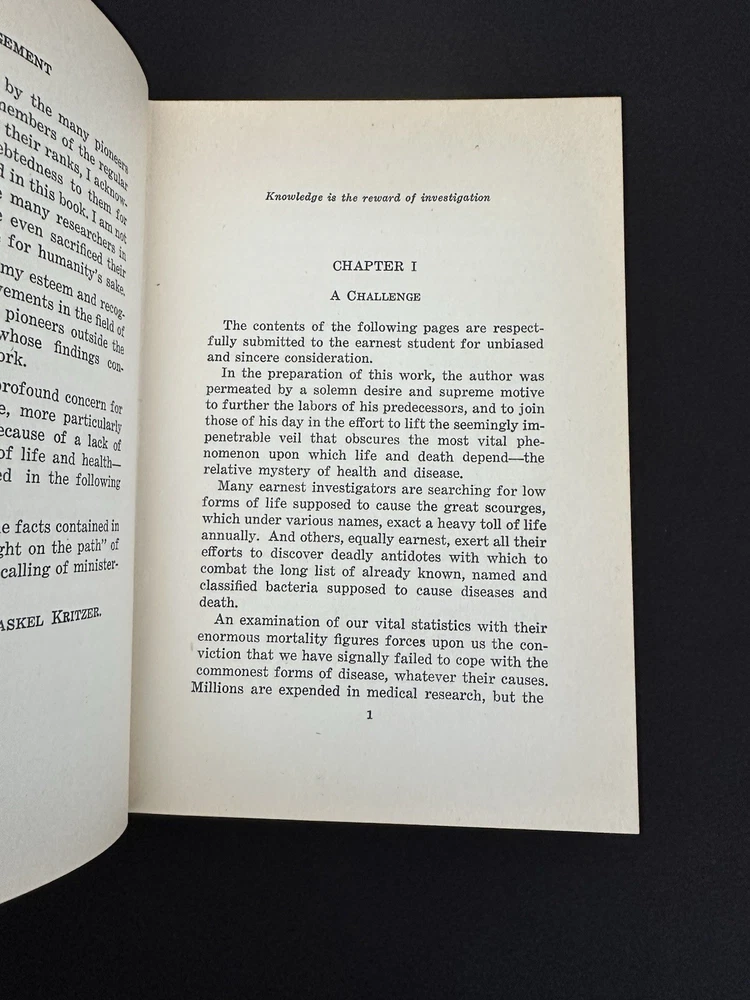 GEMENT
by the many pioneers
members of the regular
their ranks, I acknow-
ebtedness to them for
d in this book. I am not
e many researchers in
e even sacrificed their
for humanity's sake.
my esteem and recog-
vements in the field of
pioneers outside the
whose findings con-
ork.
profound concern for
e, more particularly
ecause of a lack of
of life and health—
ed in the following
e facts contained in
ght on the path" of
calling of minister-
ASKEL KRITZER.
Knowledge is the reward of investigation
CHAPTER I
A CHALLENGE
The contents of the following pages are respect-
fully submitted to the earnest student for unbiased
and sincere consideration.
In the preparation of this work, the author was
permeated by a solemn desire and supreme motive
to further the labors of his predecessors, and to join
those of his day in the effort to lift the seemingly im-
penetrable veil that obscures the most vital phe-
nomenon upon which life and death depend—the
relative mystery of health and disease.
Many earnest investigators are searching for low
forms of life supposed to cause the great scourges,
which under various names, exact a heavy toll of life
annually. And others, equally earnest, exert all their
efforts to discover deadly antidotes with which to
combat the long list of already known, named and
classified bacteria supposed to cause diseases and
death.
An examination of our vital statistics with their
enormous mortality figures forces upon us the con-
viction that we have signally failed to cope with the
commonest forms of disease, whatever their causes.
Millions are expended in medical research, but the
1